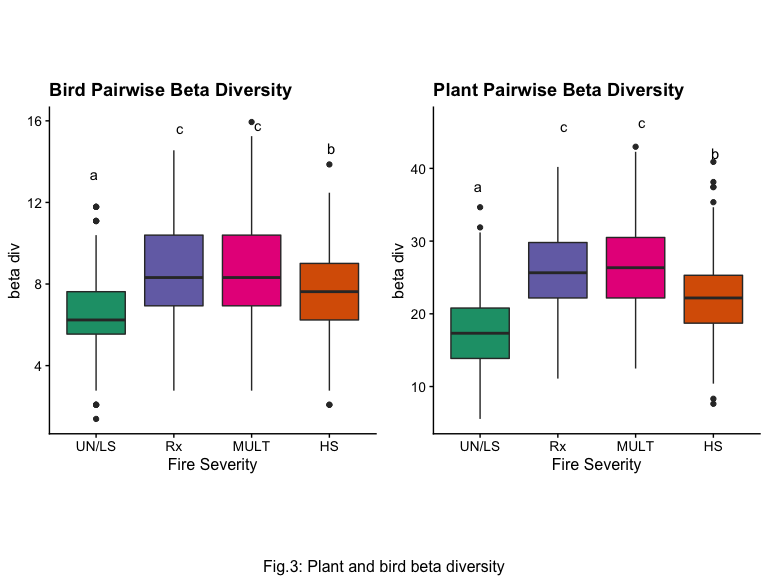 Bird Pairwise Beta Diversity
beta div
16
12
8
4
a
c
c
b
UN/LS Rx MULT HS
Fire Severity
Plant Pairwise Beta Diversity
beta div
40
30
20
10
a
c
c
b
UN/LS Rx MULT HS
Fire Severity
Fig.3: Plant and bird beta diversity